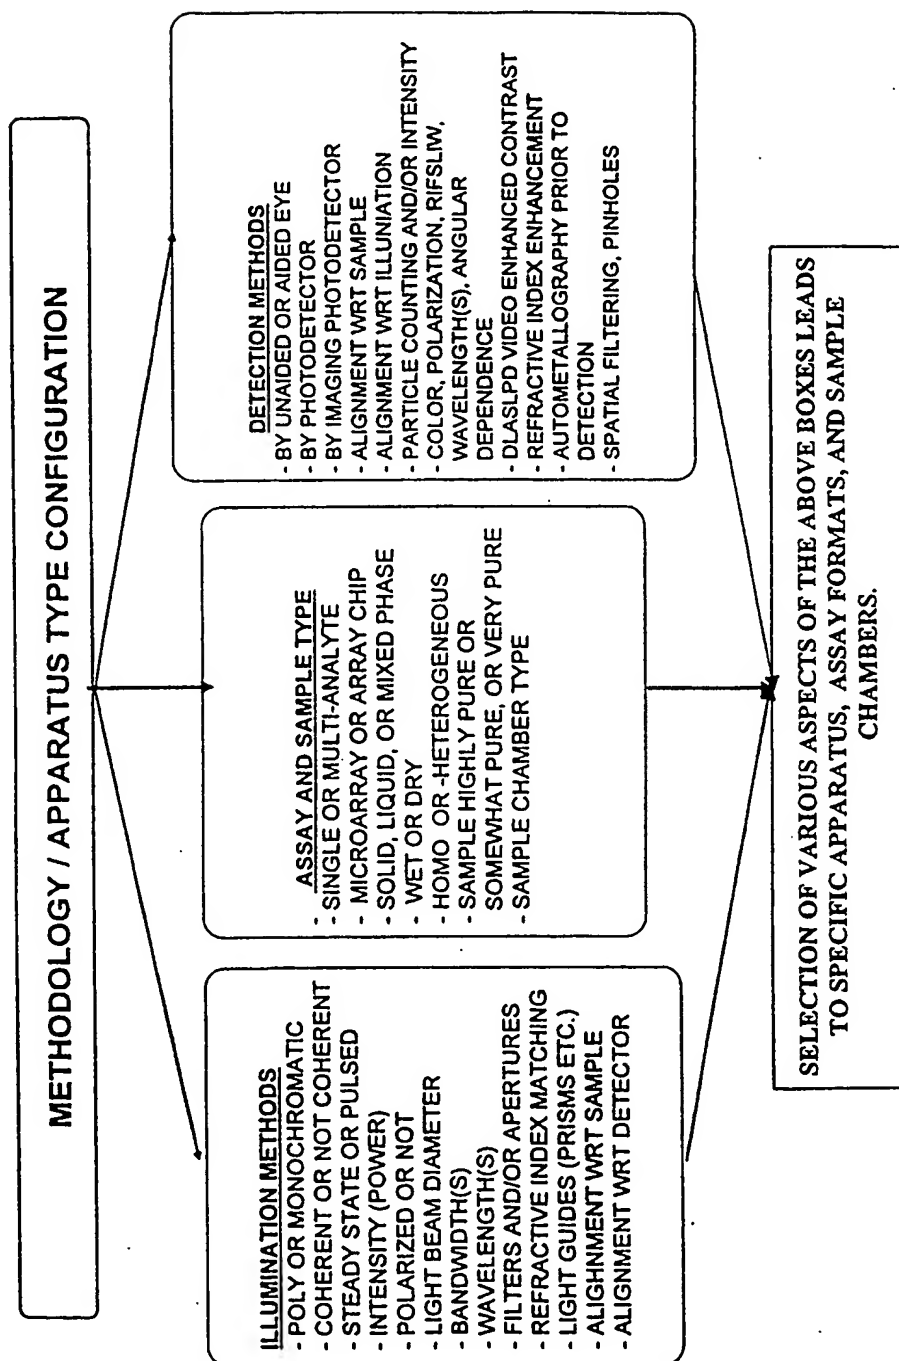 METHODOLOGY / APPARATUS TYPE CONFIGURATION
ILLUMINATION METHODS
- POLY OR MONOCHROMATIC
- COHERENT OR NOT COHERENT
- STEADY STATE OR PULSED
- INTENSITY (POWER)
- POLARIZED OR NOT
- LIGHT BEAM DIAMETER
- BANDWIDTH(S)
- WAVELENGTH(S)
- FILTERS AND/OR APERTURES
- REFRACTIVE INDEX MATCHING
- LIGHT GUIDES (PRISMS ETC.)
- ALIGHNMENT WRT SAMPLE
- ALIGNMENT WRT DETECTOR
ASSAY AND SAMPLE TYPE
- SINGLE OR MULTI-ANALYTE
- MICROARRAY OR ARRAY CHIP
- SOLID, LIQUID, OR MIXED PHASE
- WET OR DRY
- HOMO OR -HETEROGENEOUS
- SAMPLE HIGHLY PURE OR
SOMEWHAT PURE, OR VERY PURE
- SAMPLE CHAMBER TYPE
DETECTION METHODS
- BY UNAIDED OR AIDED EYE
- BY PHOTODETECTOR
- BY IMAGING PHOTODETECTOR
- ALIGNMENT WRT SAMPLE
- ALIGNMENT WRT ILLUNIATION
- PARTICLE COUNTING AND/OR INTENSITY
- COLOR, POLARIZATION, RIFSLIW,
WAVELENGTH(S), ANGULAR
DEPENDENCE
- DLASLPD VIDEO ENHANCED CONTRAST
- REFRACTIVE INDEX ENHANCEMENT
- AUTOMETALLOGRAPHY PRIOR TO
DETECTION
- SPATIAL FILTERING, PINHOLES
SELECTION OF VARIOUS ASPECTS OF THE ABOVE BOXES LEADS
TO SPECIFIC APPARATUS, ASSAY FORMATS, AND SAMPLE
CHAMBERS.